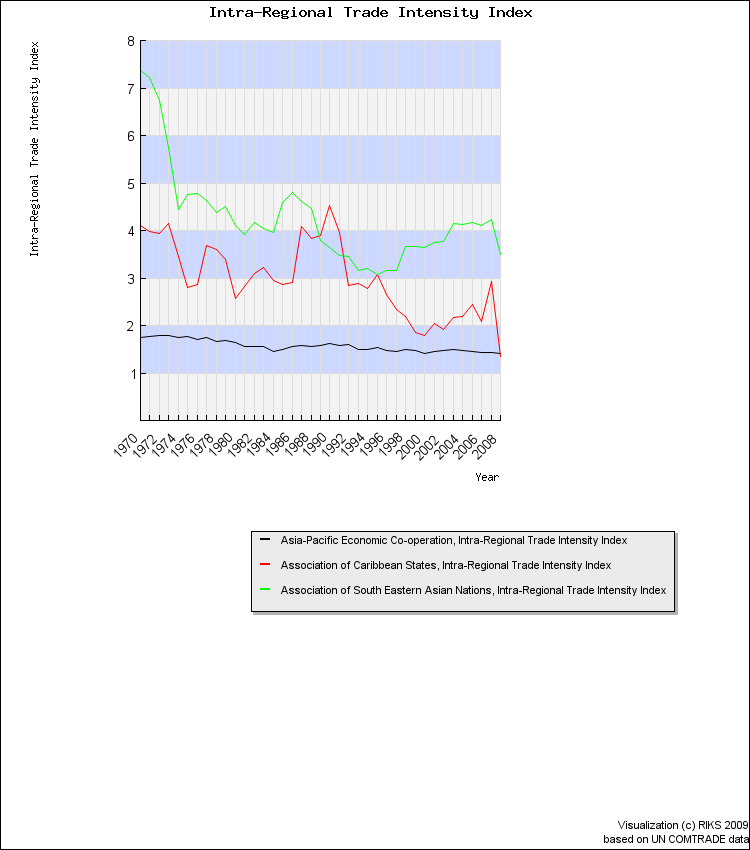 Intra-Regional Trade Intensity Index
Intra-Regional Trade Intensity Index
8
7
6
5
4
3
2
1
1970 1972 1974 1976 1978 1980 1982 1984 1986 1988 1990 1992 1994 1996 1998 2000 2002 2004 2006 2008
Year
Asia-Pacific Economic Co-operation, Intra-Regional Trade Intensity Index
Association of Caribbean States, Intra-Regional Trade Intensity Index
Association of South Eastern Asian Nations, Intra-Regional Trade Intensity Index
Visualization (c) RIKS 2009
based on UN COMTRADE data